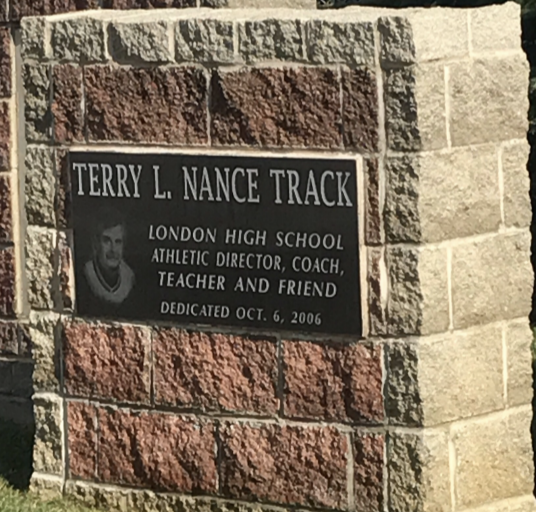 TERRY L. NANCE TRACK
LONDON HIGH SCHOOL
ATHLETIC DIRECTOR, COACH,
TEACHER AND FRIEND
DEDICATED OCT. 6, 2006